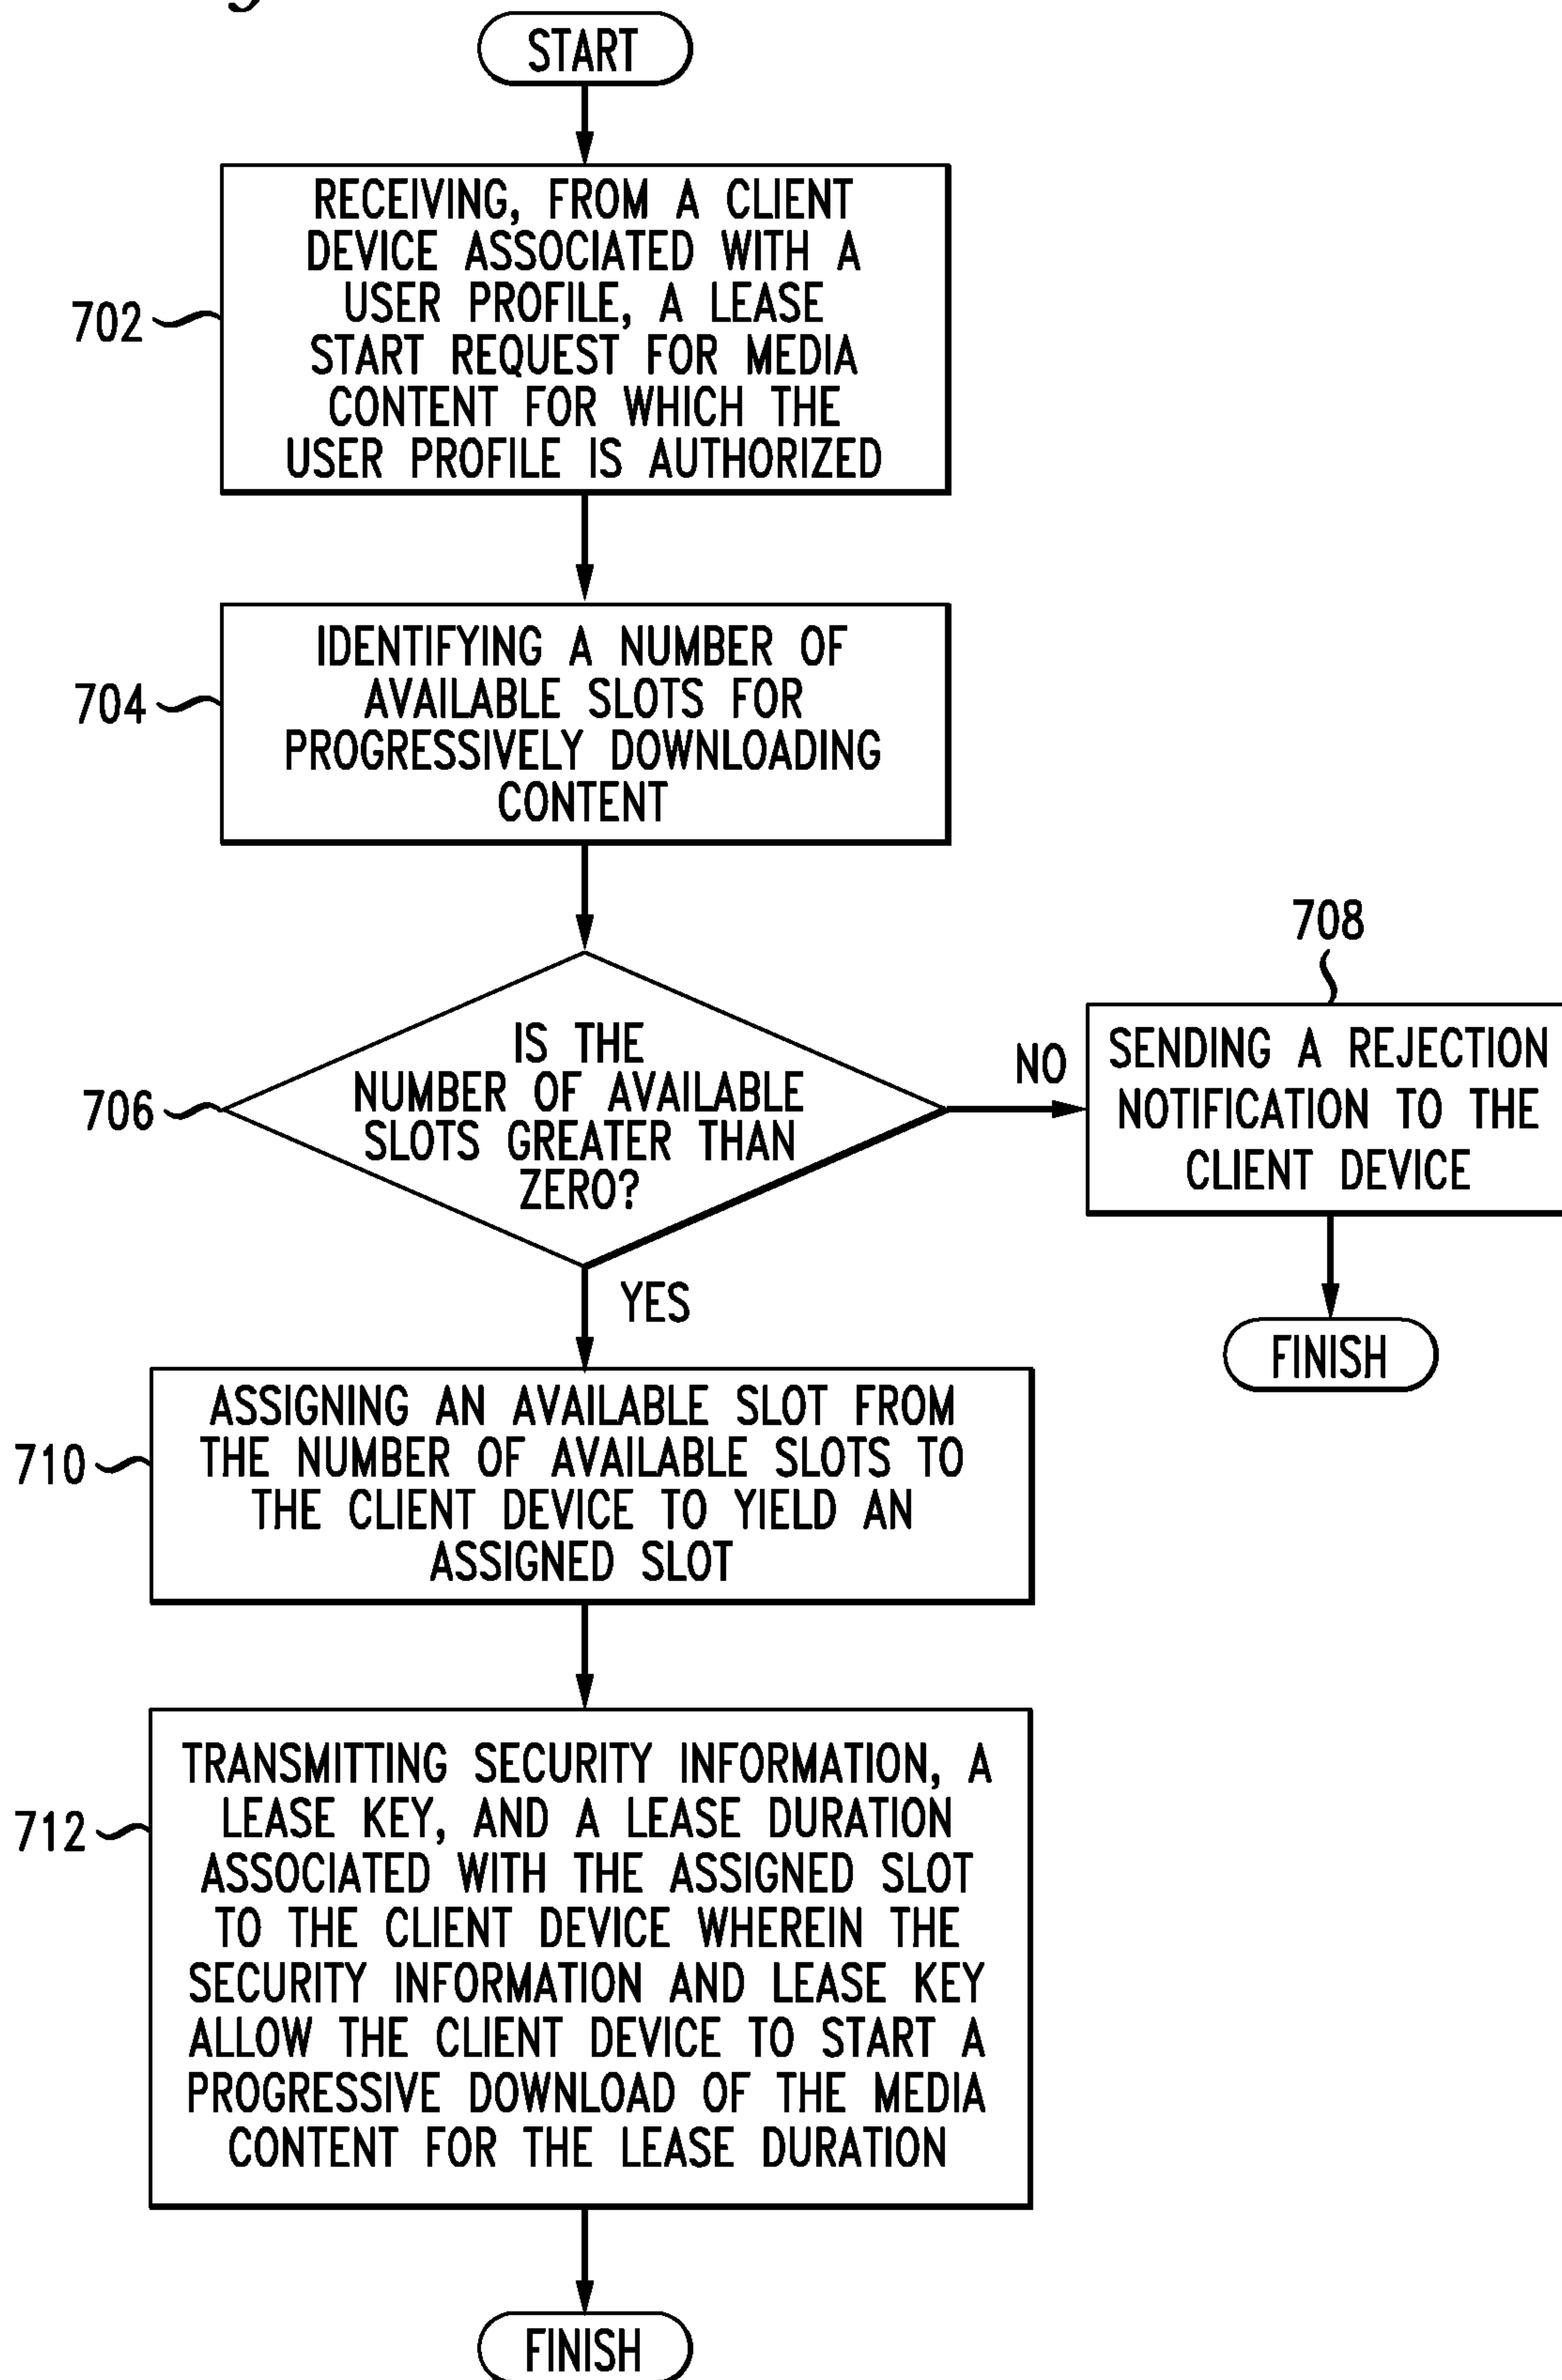 START
RECEIVING, FROM A CLIENT
DEVICE ASSOCIATED WITH A
USER PROFILE, A LEASE
START REQUEST FOR MEDIA
CONTENT FOR WHICH THE
USER PROFILE IS AUTHORIZED
702
IDENTIFYING A NUMBER OF
AVAILABLE SLOTS FOR
PROGRESSIVELY DOWNLOADING
CONTENT
704
IS THE
NUMBER OF AVAILABLE
SLOTS GREATER THAN
ZERO?
706
NO
708
SENDING A REJECTION
NOTIFICATION TO THE
CLIENT DEVICE
FINISH
YES
ASSIGNING AN AVAILABLE SLOT FROM
THE NUMBER OF AVAILABLE SLOTS TO
THE CLIENT DEVICE TO YIELD AN
ASSIGNED SLOT
710
TRANSMITTING SECURITY INFORMATION, A
LEASE KEY, AND A LEASE DURATION
ASSOCIATED WITH THE ASSIGNED SLOT
TO THE CLIENT DEVICE WHEREIN THE
SECURITY INFORMATION AND LEASE KEY
ALLOW THE CLIENT DEVICE TO START A
PROGRESSIVE DOWNLOAD OF THE MEDIA
CONTENT FOR THE LEASE DURATION
712
FINISH